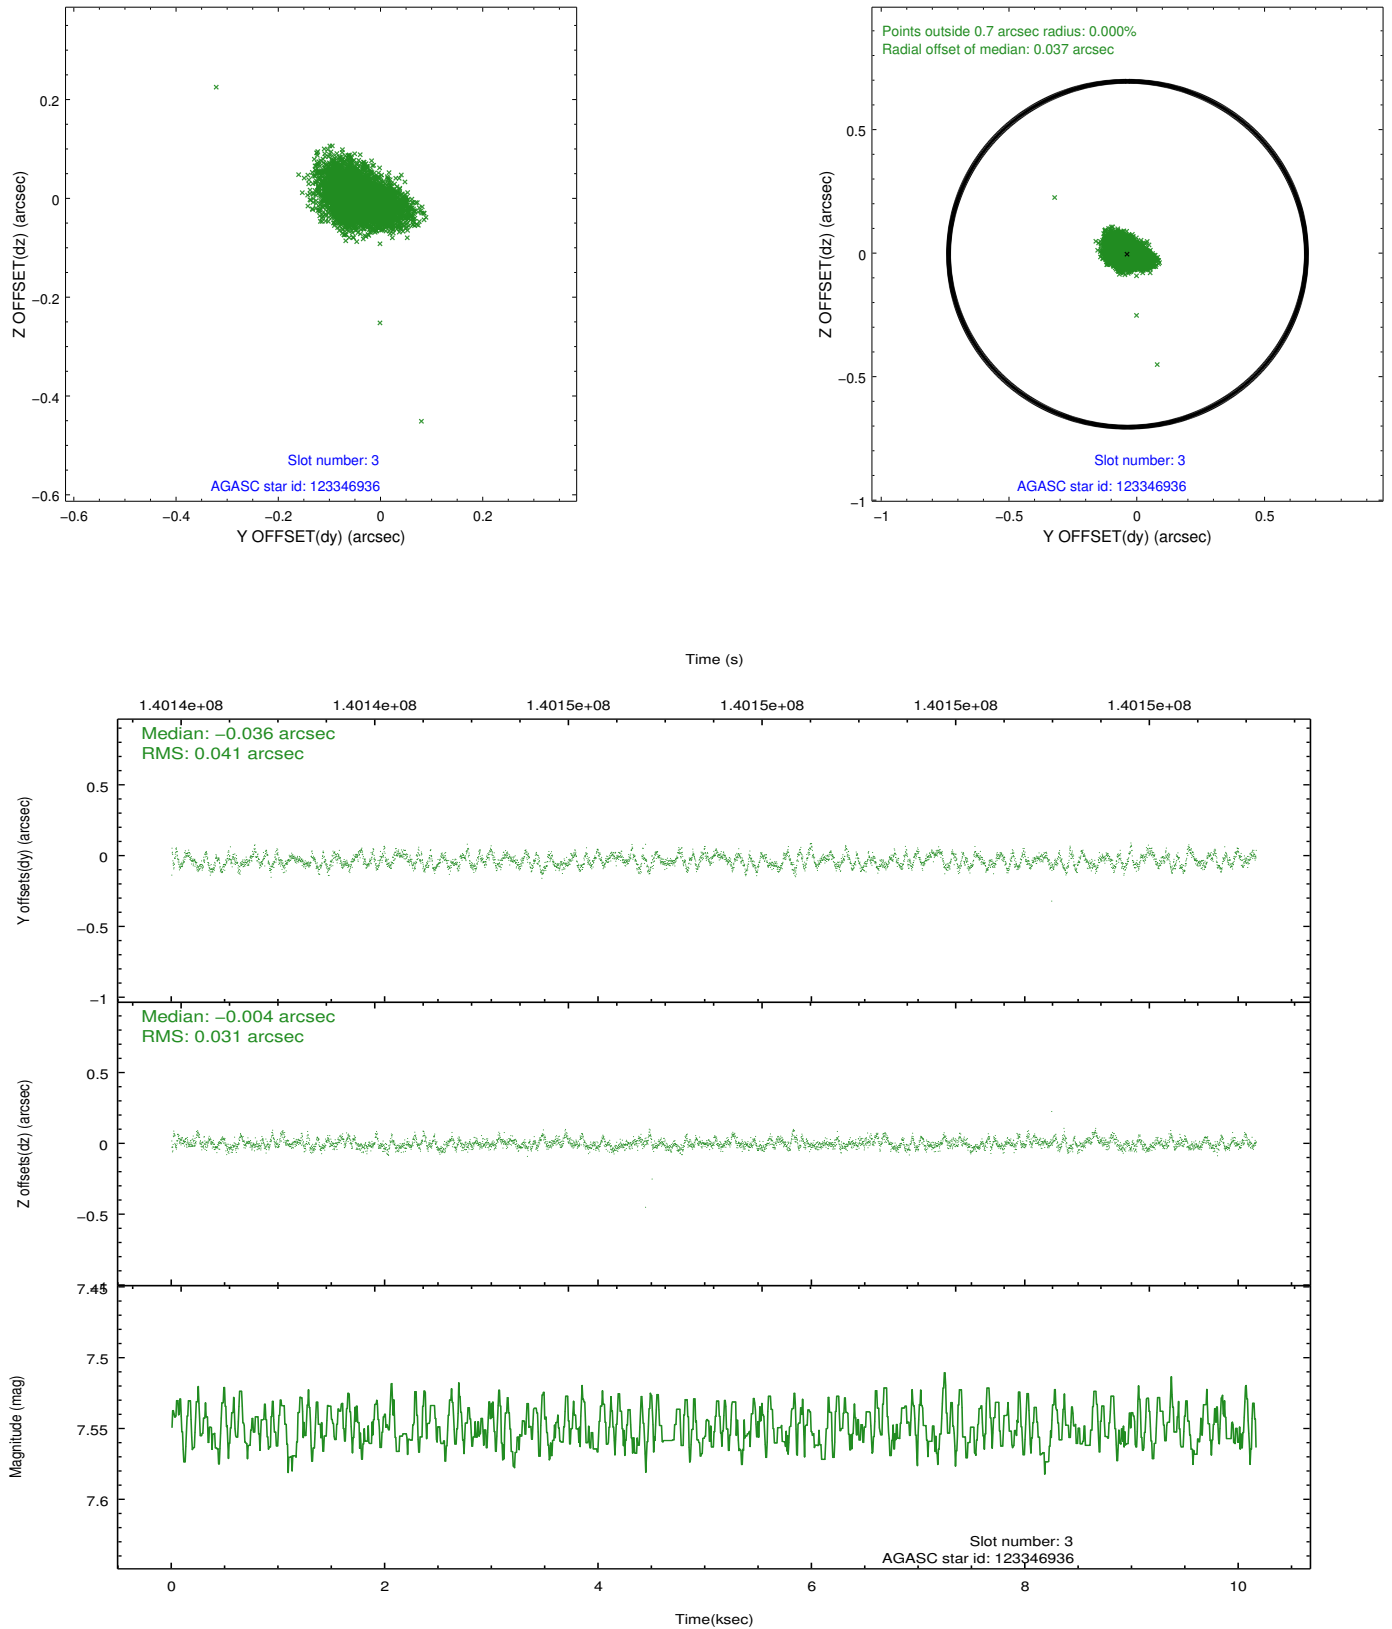 0.2
0
−0.2
−0.4
−0.6
Z OFFSET(dz) (arcsec)
Slot number: 3
AGASC star id: 123346936
−0.6
−0.4
−0.2
0
0.2
Y OFFSET(dy) (arcsec)
Points outside 0.7 arcsec radius: 0.000%
Radial offset of median: 0.037 arcsec
0.5
0
−0.5
−1
Z OFFSET(dz) (arcsec)
Slot number: 3
AGASC star id: 123346936
−1
−0.5
0
0.5
Y OFFSET(dy) (arcsec)
Time (s)
1.4014e+08
1.4014e+08
1.4015e+08
1.4015e+08
1.4015e+08
1.4015e+08
Median: −0.036 arcsec
RMS: 0.041 arcsec
0.5
0
−0.5
−1
Y offsets(dy) (arcsec)
Median: −0.004 arcsec
RMS: 0.031 arcsec
0.5
0
−0.5
Z offsets(dz) (arcsec)
7.45
7.5
7.55
7.6
Magnitude (mag)
Slot number: 3
AGASC star id: 123346936
0
2
4
6
8
10
Time(ksec)